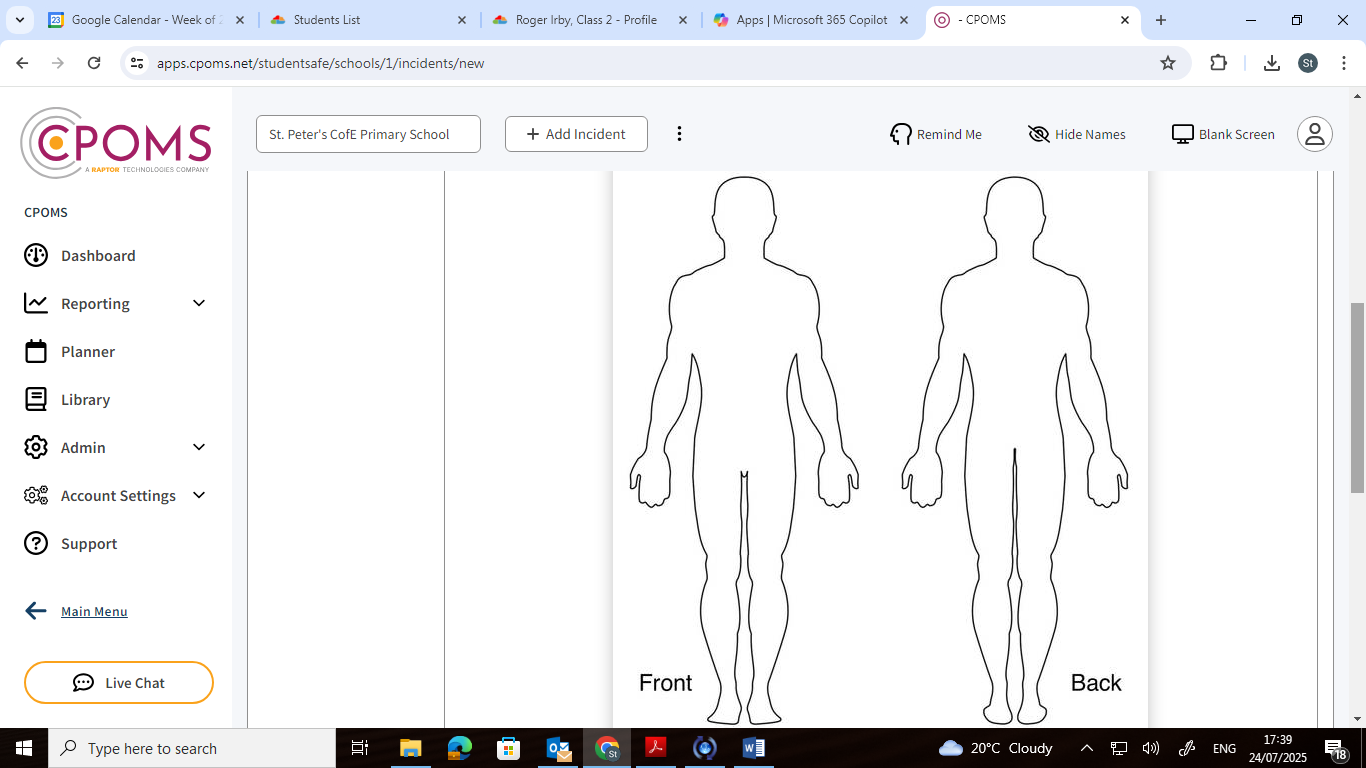 Google Calendar - Week of 2
Students List
Roger Irby, Class 2 - Profile
Apps | Microsoft 365 Copilot
- CPOMS
apps.cpoms.net/studentsafe/schools/1/incidents/new
St
CPOMS
A RAPTOR TECHNOLOGIES COMPANY
St. Peter's CofE Primary School
+ Add Incident
Remind Me
Hide Names
Blank Screen
CPOMS
Dashboard
Reporting
Planner
Library
Admin
Account Settings
Support
Main Menu
Live Chat
Front
Back
Type here to search
20°C Cloudy
ENG
17:39
24/07/2025
18